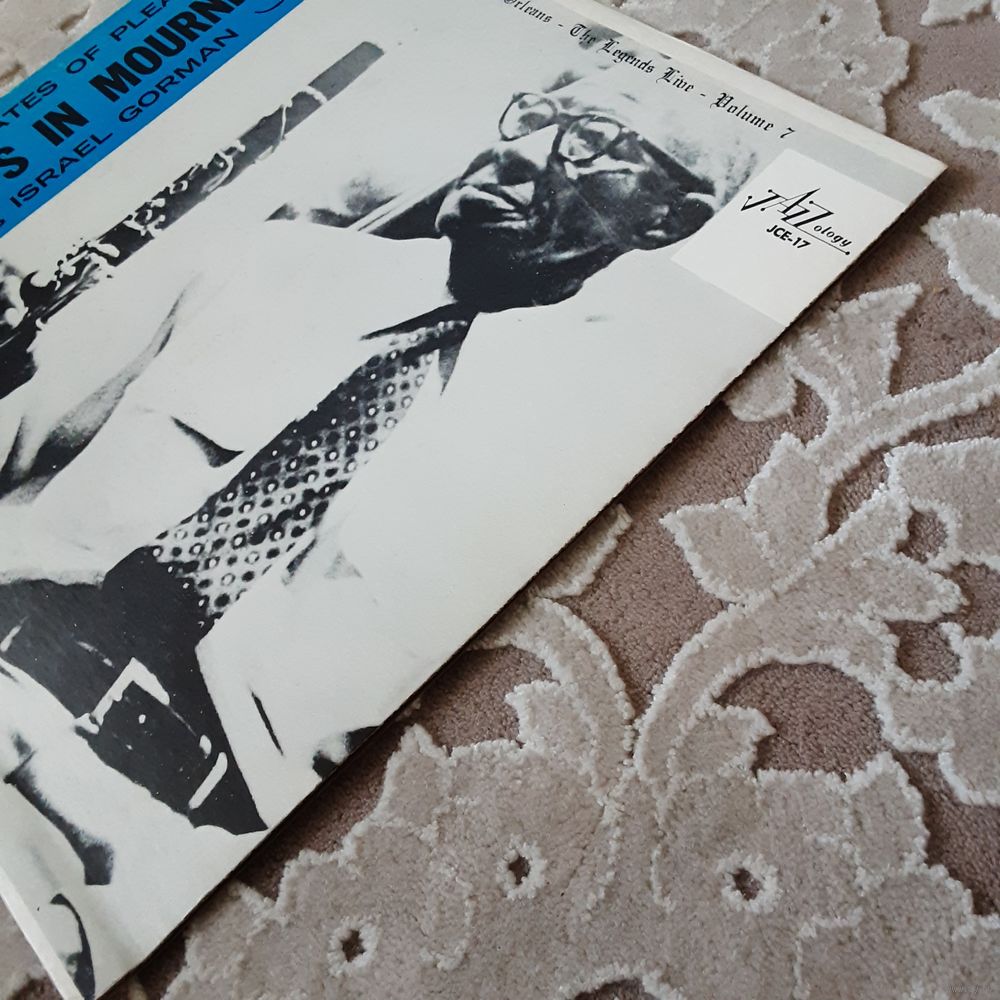 ATES OF PLEA
S IN MOURN
ISRAEL GORMAN
Orleans - The Legends Live - Volume 7
JAZZology
JCE-17